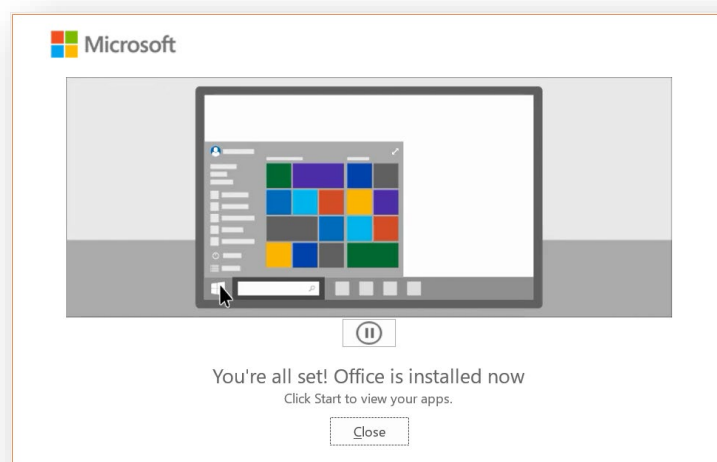 Microsoft
You're all set! Office is installed now
Click Start to view your apps.
Close